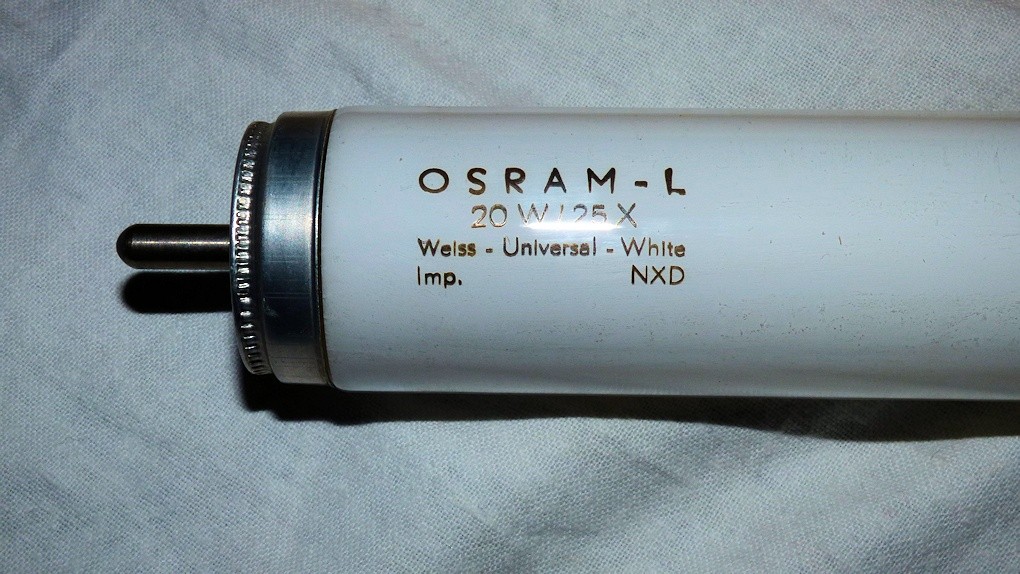 OSRAM-L
20 W/25 X
Weiss - Universal - White
Imp. NXD